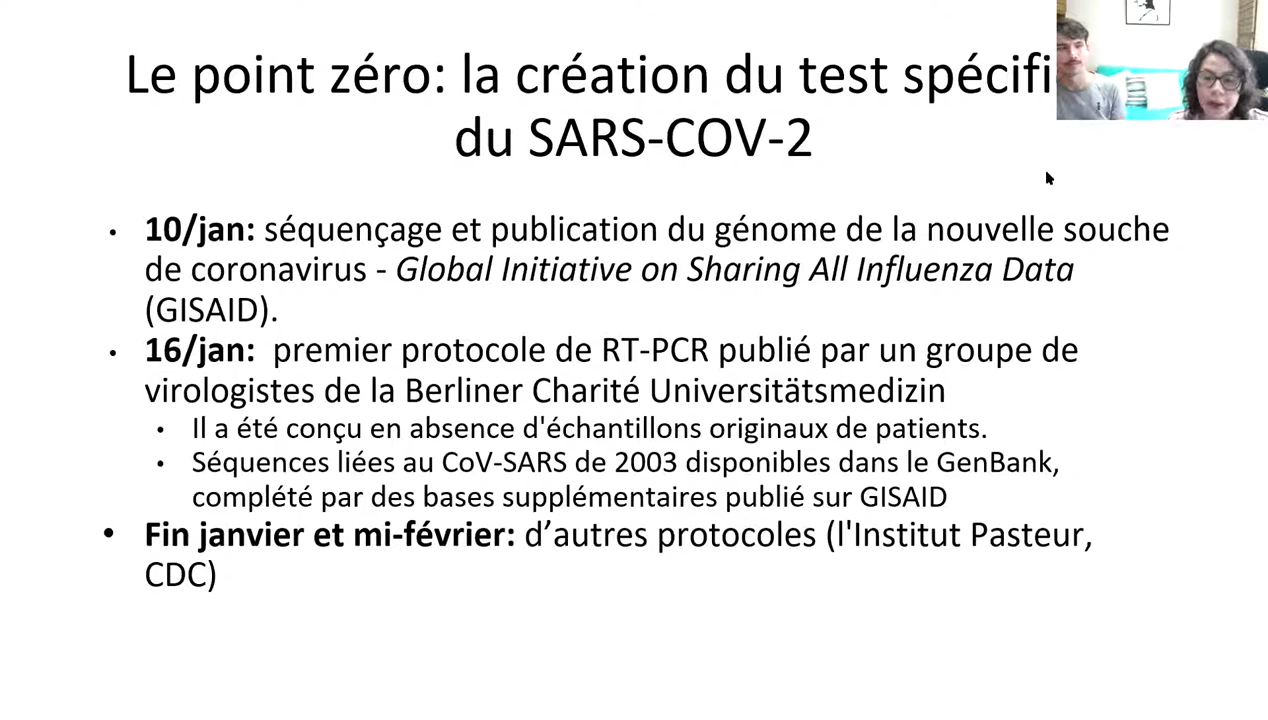 Le point zéro: la création du test spécifi
du SARS-COV-2
• 10/jan: séquençage et publication du génome de la nouvelle souche
de coronavirus - Global Initiative on Sharing All Influenza Data
(GISAID).
• 16/jan:  premier protocole de RT-PCR publié par un groupe de
virologistes de la Berliner Charité Universitätsmedizin
• Il a été conçu en absence d'échantillons originaux de patients.
• Séquences liées au CoV-SARS de 2003 disponibles dans le GenBank,
complété par des bases supplémentaires publié sur GISAID
• Fin janvier et mi-février: d’autres protocoles (l'Institut Pasteur,
CDC)